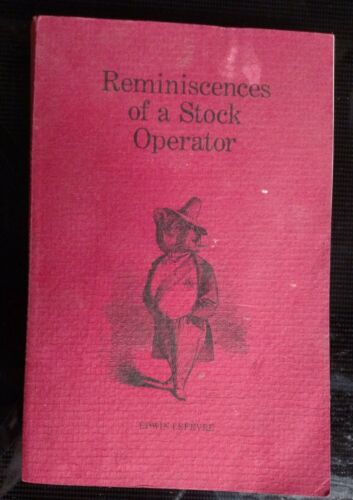 Reminiscences
of a Stock
Operator
EDWIN LEFEVRE